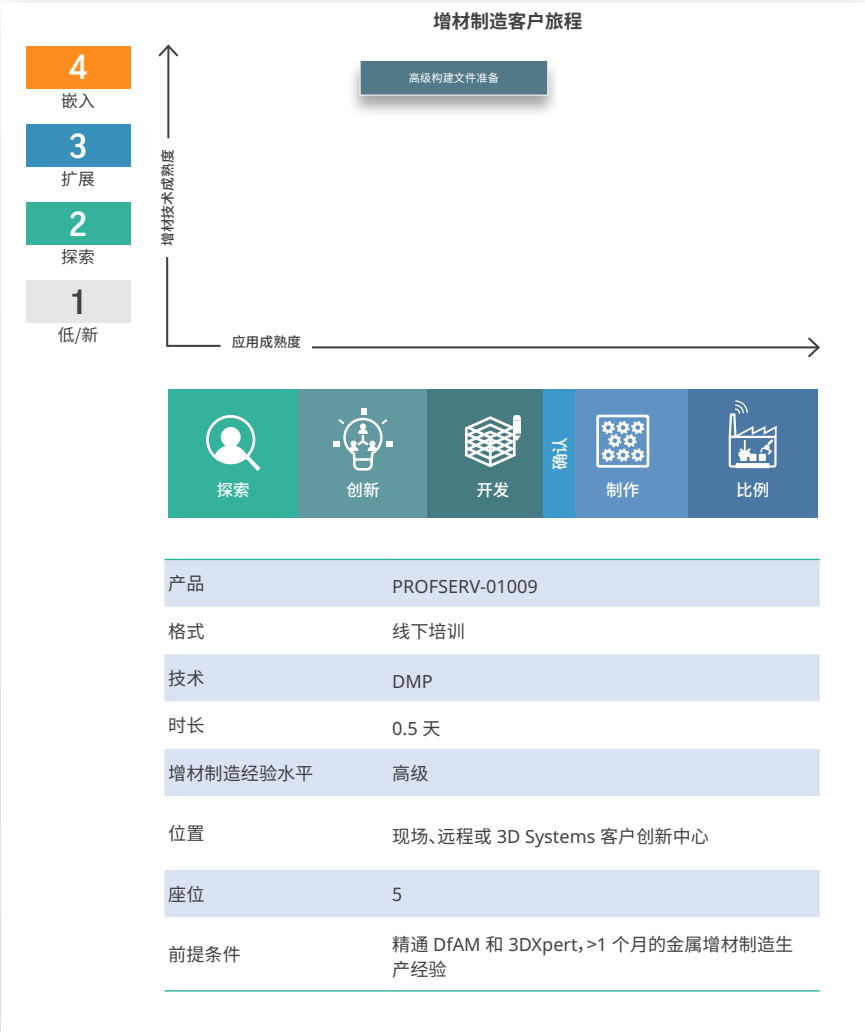 增材制造客户旅程
4
嵌入
3
扩展
2
探索
1
低/新
高级构建文件准备
增材技术成熟度
应用成熟度
探索
创新
开发
确认
制作
比例
产品 PROFSERV-01009
格式 线下培训
技术 DMP
时长 0.5 天
增材制造经验水平 高级
位置 现场、远程或 3D Systems 客户创新中心
座位 5
前提条件 精通 DfAM 和 3DXpert，>1 个月的金属增材制造生
产经验